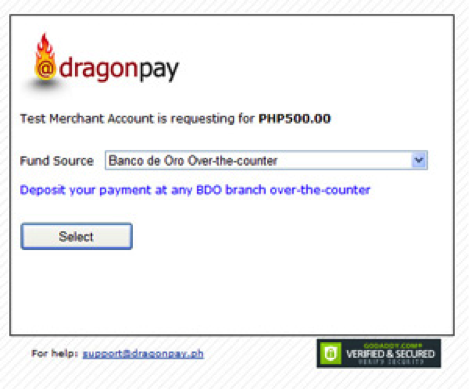 @dragonpay
Test Merchant Account is requesting for PHP500.00
Fund Source Banco de Oro Over-the-counter
Deposit your payment at any BDO branch over-the-counter
Select
For help: support@dragonpay.ph
GODADDY.COM®
VERIFIED & SECURED
VERIFY SECURITY